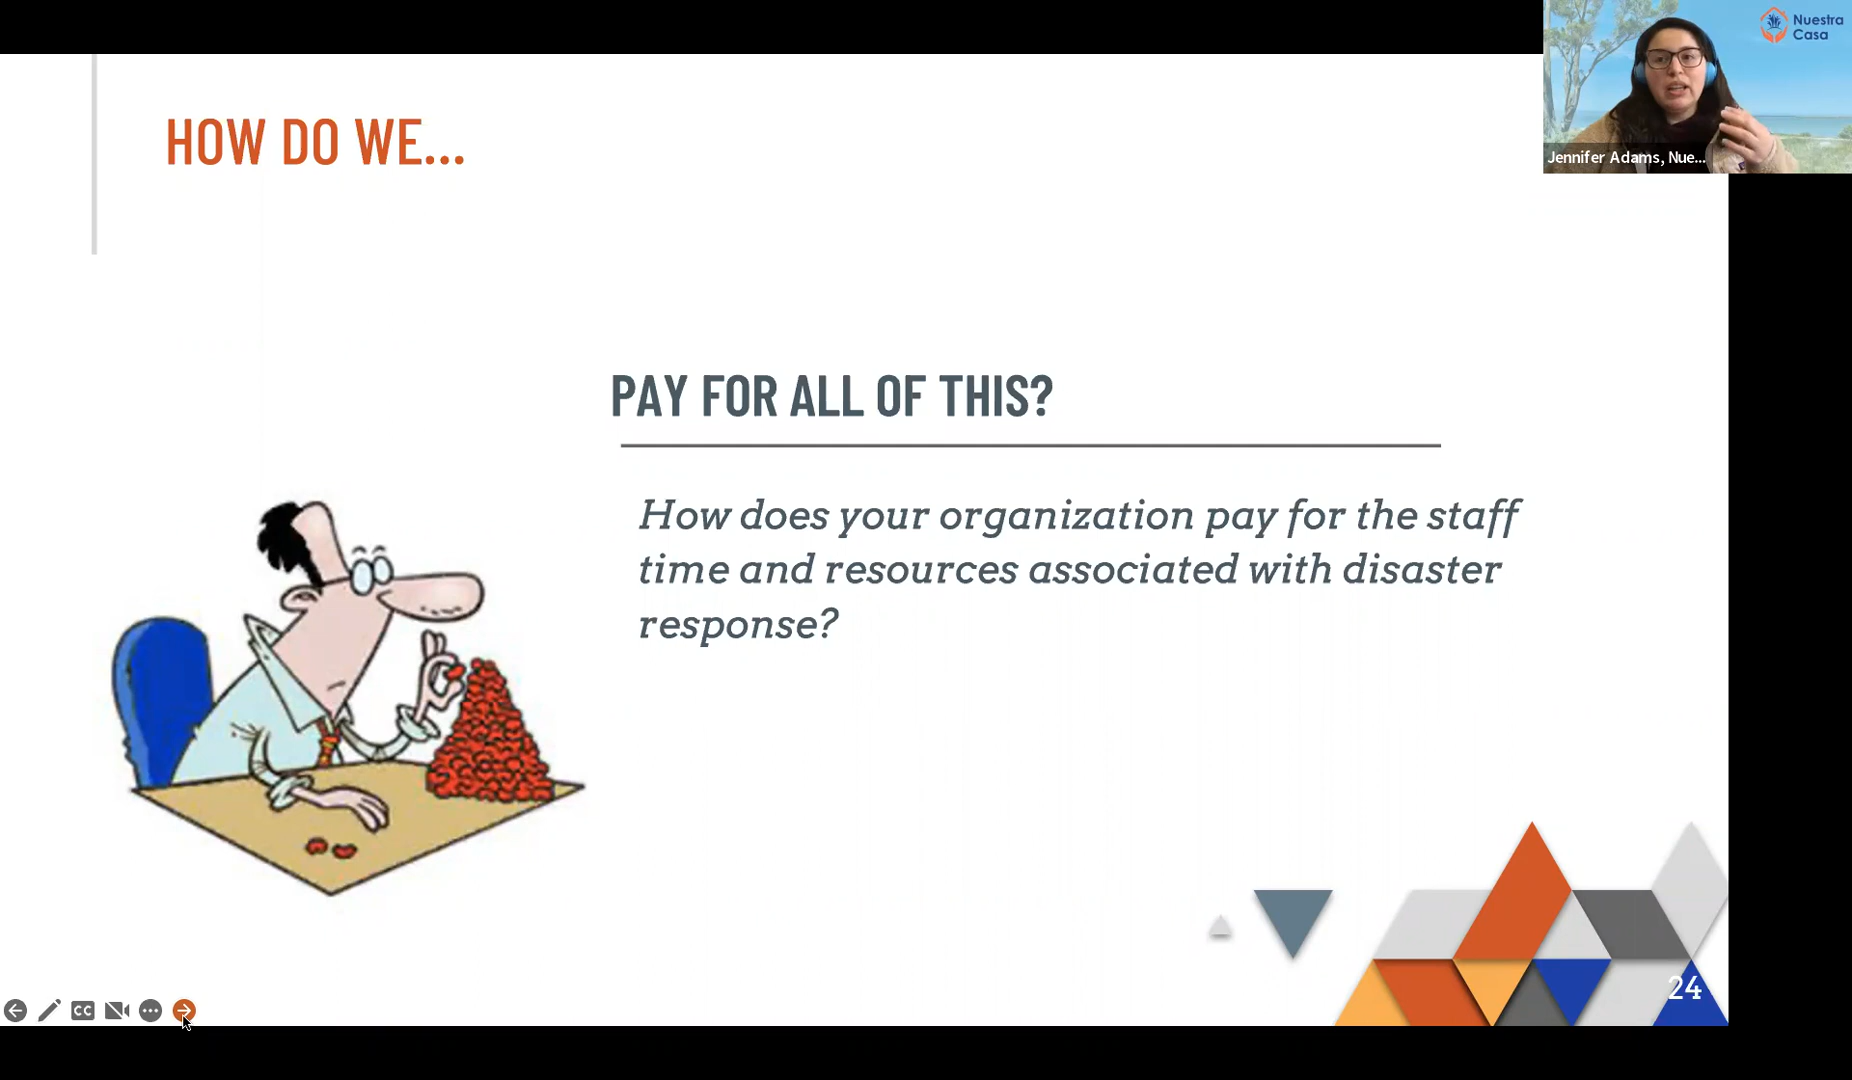 Nuestra
Casa
HOW DO WE...
Jennifer Adams, Nue...
PAY FOR ALL OF THIS?
How does your organization pay for the staff
time and resources associated with disaster
response?
24
CC